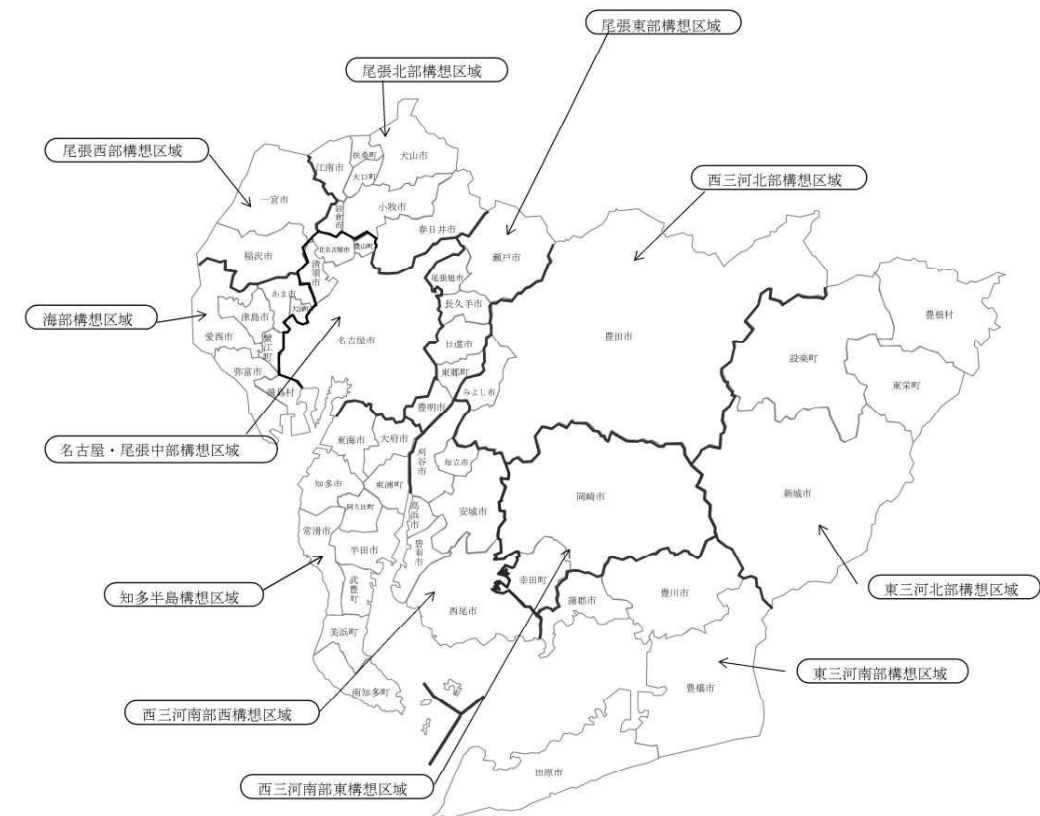 尾張東部構想区域
尾張北部構想区域
尾張西部構想区域
西三河北部構想区域
扶桑町
犬山市
江南市
大口町
一宮市
小牧市
岩倉市
春日井市
北名古屋市
豊山町
瀬戸市
稲沢市
清須市
尾張旭市
あま市
大治町
長久手市
海部構想区域
津島市
豊根村
愛西市
蟹江町
名古屋市
日進市
豊田市
設楽町
弥富市
東郷町
東栄町
飛島村
みよし市
豊明市
名古屋・尾張中部構想区域
東海市
大府市
刈谷市
知立市
知多市
東浦町
岡崎市
新城市
阿久比町
高浜市
安城市
常滑市
半田市
碧南市
知多半島構想区域
武豊町
幸田町
東三河北部構想区域
西尾市
蒲郡市
豊川市
美浜町
東三河南部構想区域
南知多町
豊橋市
西三河南部西構想区域
田原市
西三河南部東構想区域